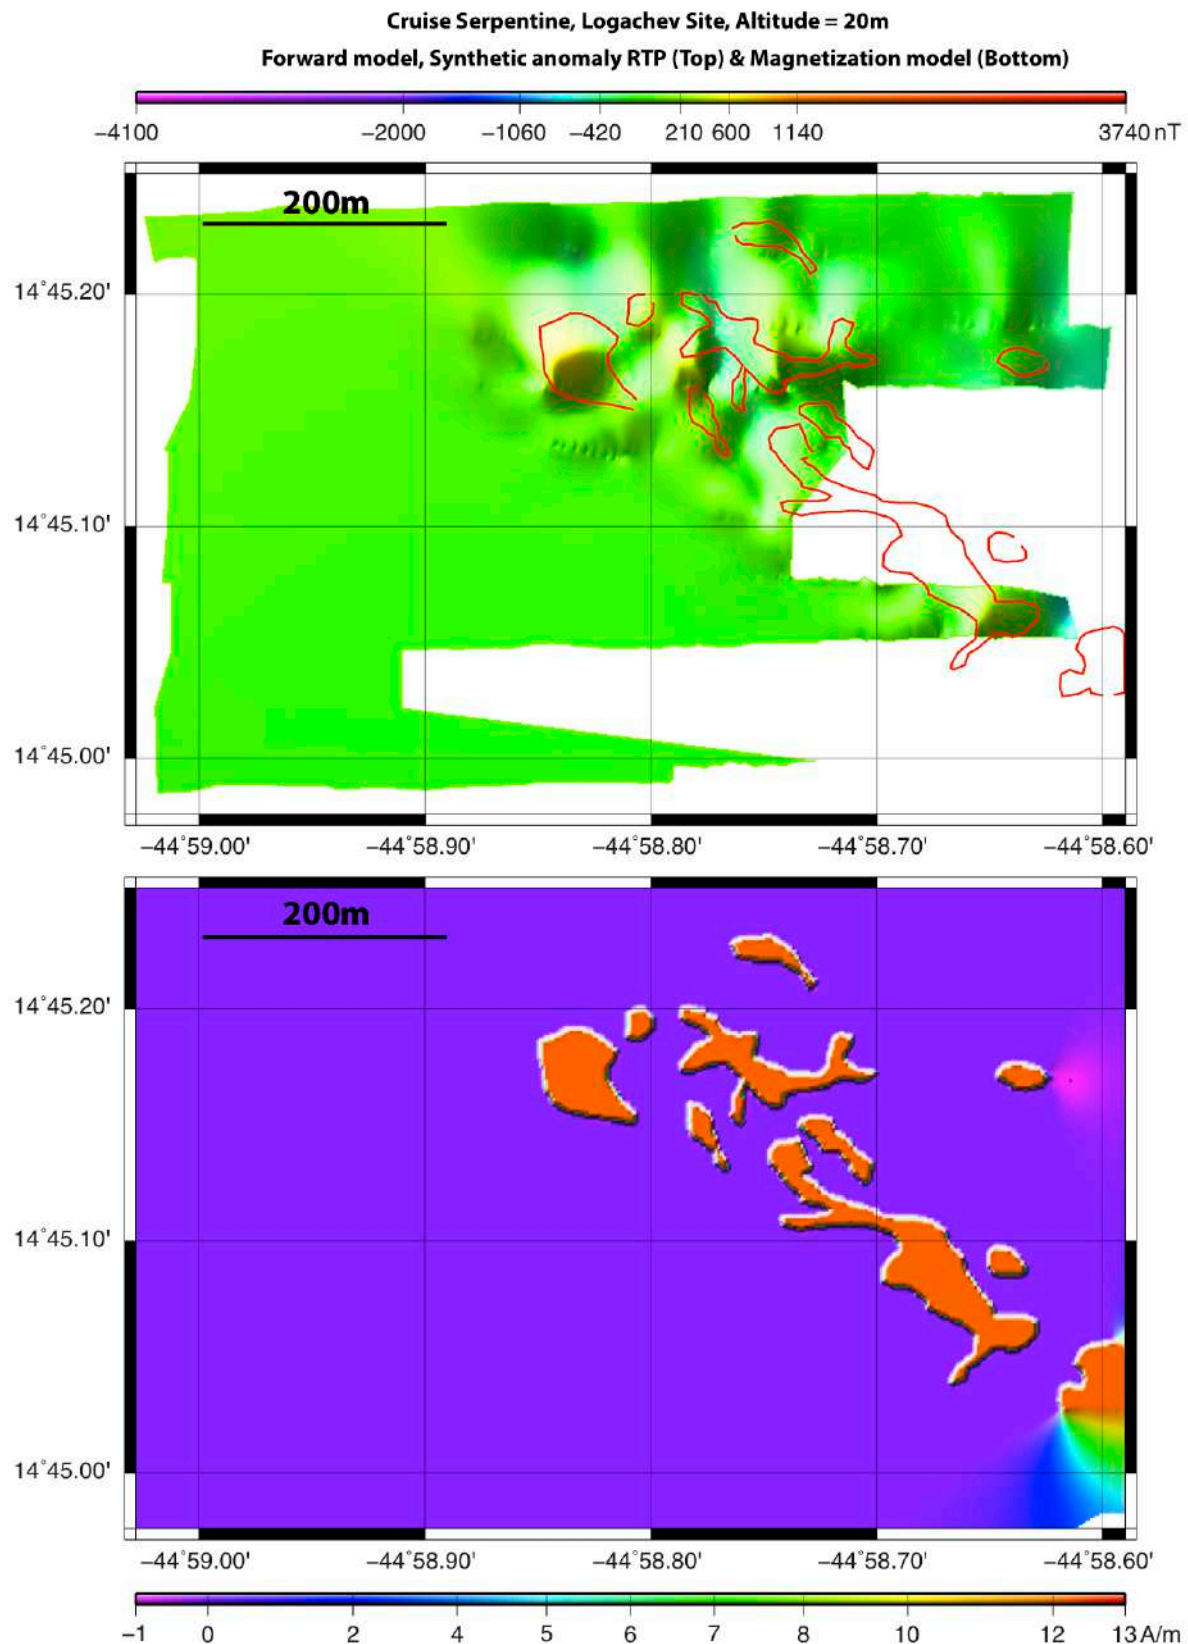 Cruise Serpentine, Logachev Site, Altitude = 20m
Forward model, Synthetic anomaly RTP (Top) & Magnetization model (Bottom)
−4100 −2000 −1060 −420 210 600 1140 3740 nT
200m
14˚45.20'
14˚45.10'
14˚45.00'
−44˚59.00' −44˚58.90' −44˚58.80' −44˚58.70' −44˚58.60'
200m
14˚45.20'
14˚45.10'
14˚45.00'
−44˚59.00' −44˚58.90' −44˚58.80' −44˚58.70' −44˚58.60'
−1 0 2 4 5 6 7 8 10 12 13 A/m